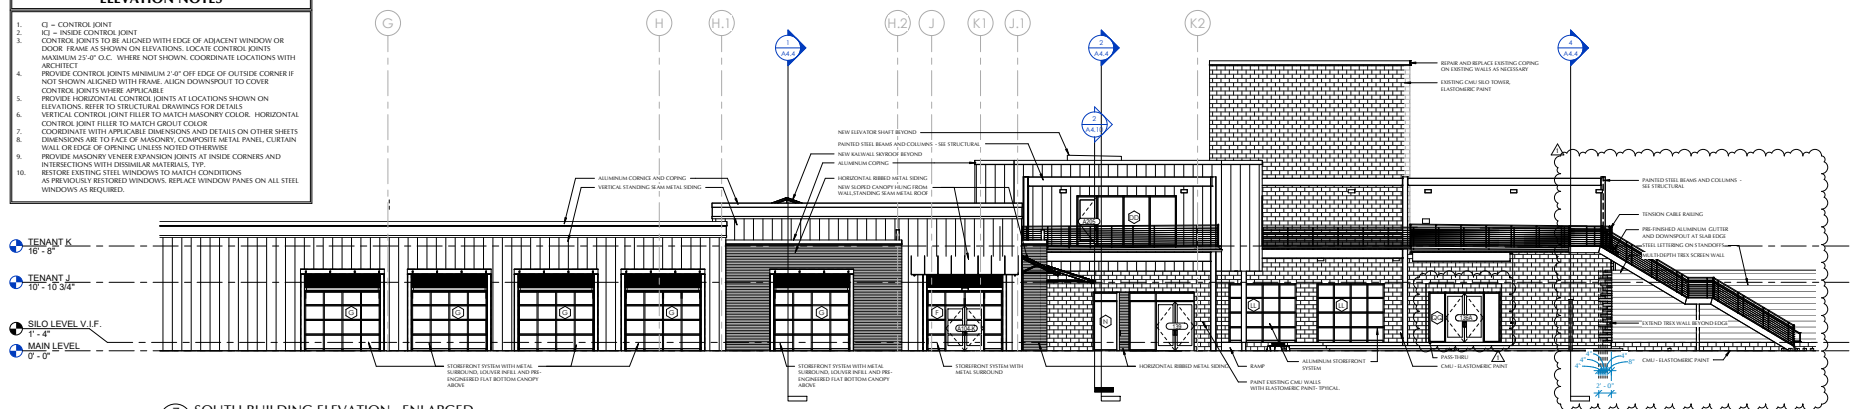 ELEVATION NOTES
1. CJ = CONTROL JOINT
2. ICJ = INSIDE CONTROL JOINT
3. CONTROL JOINTS TO BE ALIGNED WITH EDGE OF ADJACENT WINDOW OR
DOOR FRAME AS SHOWN ON ELEVATIONS. LOCATE CONTROL JOINTS
MAXIMUM 25'-0" O.C. WHERE NOT SHOWN. COORDINATE LOCATIONS WITH
ARCHITECT
4. PROVIDE CONTROL JOINTS MINIMUM 2'-0" OFF EDGE OF OUTSIDE CORNER IF
NOT SHOWN ALIGNED WITH FRAME. ALIGN DOWNSPOUT TO COVER
CONTROL JOINTS WHERE APPLICABLE
5. PROVIDE HORIZONTAL CONTROL JOINTS AT LOCATIONS SHOWN ON
ELEVATIONS. REFER TO STRUCTURAL DRAWINGS FOR DETAILS
6. VERTICAL CONTROL JOINT FILLER TO MATCH MASONRY COLOR. HORIZONTAL
CONTROL JOINT FILLER TO MATCH GROUT COLOR
7. COORDINATE WITH APPLICABLE DIMENSIONS AND DETAILS ON OTHER SHEETS
8. DIMENSIONS ARE TO FACE OF MASONRY, COMPOSITE METAL PANEL, CURTAIN
WALL OR EDGE OF OPENING UNLESS NOTED OTHERWISE
9. PROVIDE MASONRY VENEER EXPANSION JOINTS AT INSIDE CORNERS AND
INTERSECTIONS WITH DISSIMILAR MATERIALS, TYP.
10. RESTORE EXISTING STEEL WINDOWS TO MATCH CONDITIONS
AS PREVIOUSLY RESTORED WINDOWS. REPLACE WINDOW PANES ON ALL STEEL
WINDOWS AS REQUIRED.
G
H
H.1
H.2
J
K1
J.1
K2
1
A4.4
2
A4.4
4
A4.4
2
A4.10
REPAIR AND REPLACE EXISTING COPING
ON EXISTING WALLS AS NECESSARY
EXISTING CMU SILO TOWER,
ELASTOMERIC PAINT
NEW ELEVATOR SHAFT BEYOND
PAINTED STEEL BEAMS AND COLUMNS - SEE STRUCTURAL
NEW KALWALL SKYROOF BEYOND
ALUMINUM COPING
HORIZONTAL RIBBED METAL SIDING
NEW SLOPED CANOPY HUNG FROM
WALL, STANDING SEAM METAL ROOF
ALUMINUM CORNICE AND COPING
VERTICAL STANDING SEAM METAL SIDING
PAINTED STEEL BEAMS AND COLUMNS -
SEE STRUCTURAL
TENSION CABLE RAILING
PRE-FINISHED ALUMINUM GUTTER
AND DOWNSPOUT AT SLAB EDGE
STEEL LETTERING ON STANDOFFS
MULTI-DEPTH TREX SCREEN WALL
EXTEND TREX WALL BEYOND EDGE
CMU - ELASTOMERIC PAINT
TENANT K
16' - 8"
TENANT J
10' - 10 3/4"
SILO LEVEL V.I.F.
1' - 4"
MAIN LEVEL
0' - 0"
G
G
G
G
G
F
N
DD
LL
LL
STOREFRONT SYSTEM WITH METAL
SURROUND, LOUVER INFILL AND PRE-
ENGINEERED FLAT BOTTOM CANOPY
ABOVE
STOREFRONT SYSTEM WITH METAL
SURROUND, LOUVER INFILL AND PRE-
ENGINEERED FLAT BOTTOM CANOPY
ABOVE
STOREFRONT SYSTEM WITH
METAL SURROUND
HORIZONTAL RIBBED METAL SIDING
RAMP
PAINT EXISTING CMU WALLS
WITH ELASTOMERIC PAINT- TYPICAL.
ALUMINUM STOREFRONT
SYSTEM
PASS-THRU
CMU - ELASTOMERIC PAINT
4"
4"
4"
8"
2' - 0"
SOUTH BUILDING ELEVATION - ENLARGED